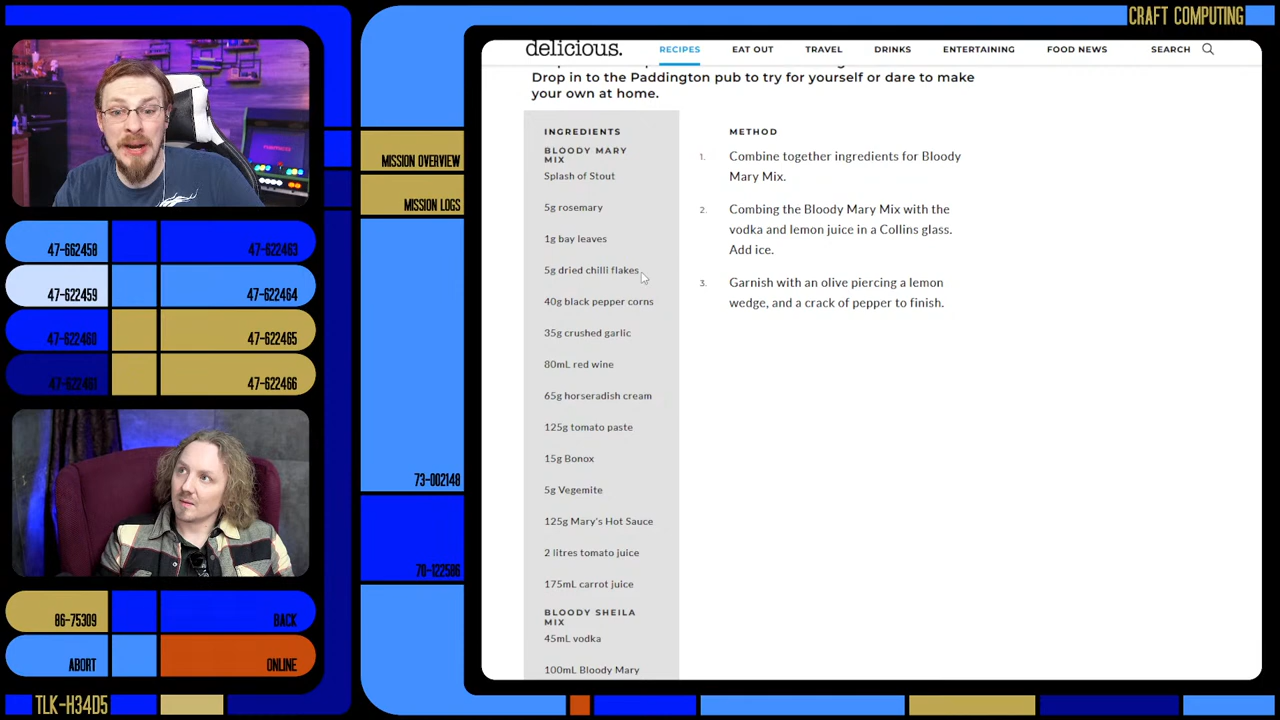 CRAFT COMPUTING
delicious.
RECIPES
EAT OUT
TRAVEL
DRINKS
ENTERTAINING
FOOD NEWS
SEARCH
Drop in to the Paddington pub to try for yourself or dare to make
your own at home.
INGREDIENTS
BLOODY MARY
MIX
Splash of Stout
5g rosemary
1g bay leaves
5g dried chilli flakes
40g black pepper corns
35g crushed garlic
80mL red wine
65g horseradish cream
125g tomato paste
15g Bonox
5g Vegemite
125g Mary's Hot Sauce
2 litres tomato juice
175mL carrot juice
BLOODY SHEILA
MIX
45mL vodka
100mL Bloody Mary
METHOD
1. Combine together ingredients for Bloody
Mary Mix.
2. Combing the Bloody Mary Mix with the
vodka and lemon juice in a Collins glass.
Add ice.
3. Garnish with an olive piercing a lemon
wedge, and a crack of pepper to finish.
MISSION OVERVIEW
MISSION LOGS
47-662458
47-622463
47-622459
47-622464
47-622460
47-622465
47-622461
47-622466
73-002148
70-122586
86-75309
BACK
ABORT
ONLINE
TLK-H34D5